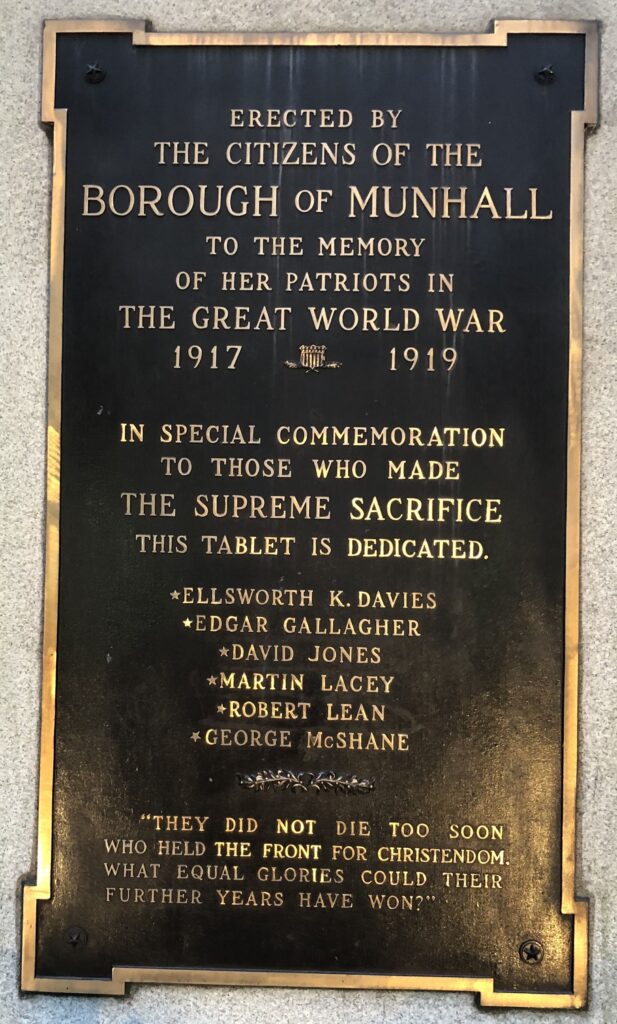 ERECTED BY
THE CITIZENS OF THE
BOROUGH OF MUNHALL
TO THE MEMORY
OF HER PATRIOTS IN
THE GREAT WORLD WAR
1917 1919
IN SPECIAL COMMEMORATION
TO THOSE WHO MADE
THE SUPREME SACRIFICE
THIS TABLET IS DEDICATED.
★ELLSWORTH K. DAVIES
★EDGAR GALLAGHER
★DAVID JONES
★MARTIN LACEY
★ROBERT LEAN
★GEORGE McSHANE
"THEY DID NOT DIE TOO SOON
WHO HELD THE FRONT FOR CHRISTENDOM.
WHAT EQUAL GLORIES COULD THEIR
FURTHER YEARS HAVE WON?"